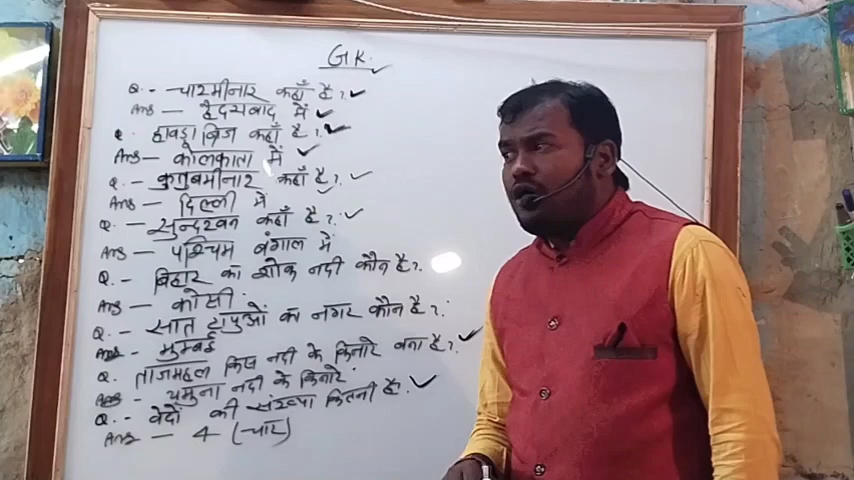 G.K.
Q. - चारमीनार कहाँ है?
Ans - हैदराबाद में
Q. हावड़ा ब्रिज कहाँ है?
Ans - कोलकाता में
Q. - कुतुबमीनार कहाँ है?
Ans - दिल्ली में
Q. - सुन्दरवन कहाँ है?
Ans - पश्चिम बंगाल में
Q. - बिहार का शोक नदी कौन है?
Ans - कोसी
Q. - सात टापुओं का नगर कौन है?
Ans - मुम्बई
Q. ताजमहल किस नदी के किनारे बना है?
Ans - यमुना नदी के किनारे
Q. - वेदों की संख्या कितनी है?
Ans - 4 (चार)